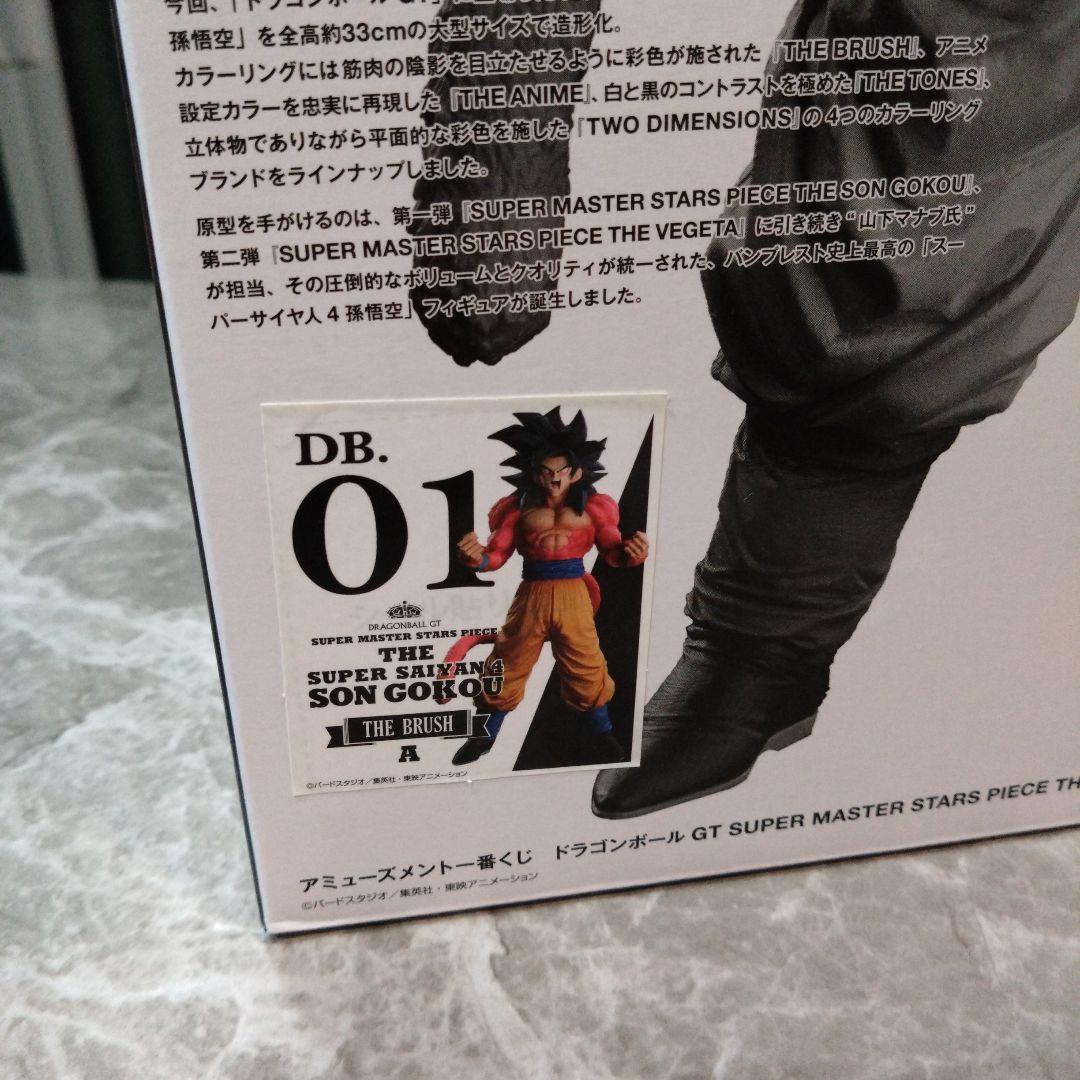 孫悟空」を全高約33cmの大型サイズで造形化。
カラーリングには筋肉の陰影を目立たせるように彩色が施された『THE BRUSH』、アニメ
設定カラーを忠実に再現した『THE ANIME』、白と黒のコントラストを極めた『THE TONES』、
立体物でありながら平面的な彩色を施した『TWO DIMENSIONS』の4つのカラーリング
ブランドをラインナップしました。
原型を手がけるのは、第一弾『SUPER MASTER STARS PIECE THE SON GOKOU』、
第二弾『SUPER MASTER STARS PIECE THE VEGETA』に引き続き“山下マナブ氏”
が担当、その圧倒的なボリュームとクオリティが統一された、バンプレスト史上最高の「スー
パーサイヤ人4 孫悟空」フィギュアが誕生しました。
DB.
01
DRAGONBALL GT
SUPER MASTER STARS PIECE
THE
SUPER SAIYAN 4
SON GOKOU
THE BRUSH
A
©バードスタジオ／集英社・東映アニメーション
アミューズメント一番くじ ドラゴンボール GT SUPER MASTER STARS PIECE TH
©バードスタジオ／集英社・東映アニメーション